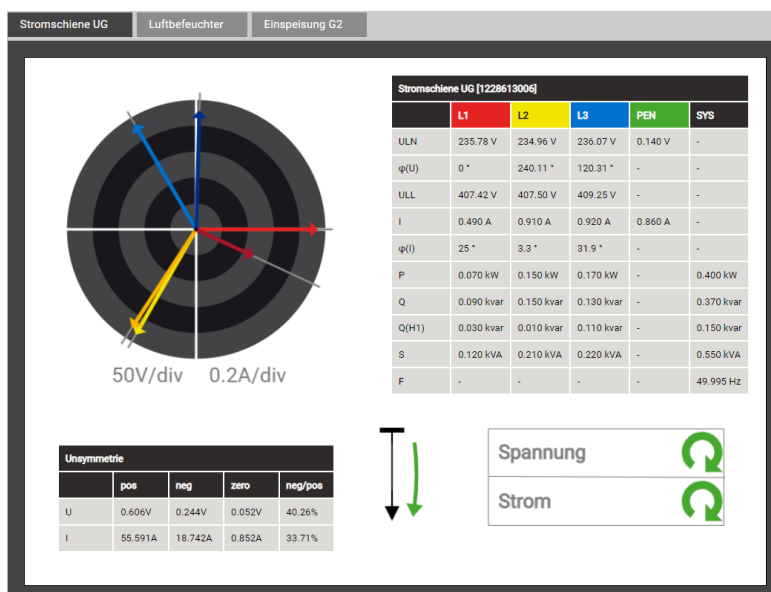 Stromschiene UG Luftbefeuchter Einspeisung G2
Stromschiene UG [1228613006]
L1 L2 L3 PEN SYS
ULN 235.78 V 234.96 V 236.07 V 0.140 V -
φ(U) 0 ° 240.11 ° 120.31 ° - -
ULL 407.42 V 407.50 V 409.25 V - -
I 0.490 A 0.910 A 0.920 A 0.860 A -
φ(I) 25 ° 3.3 ° 31.9 ° - -
P 0.070 kW 0.150 kW 0.170 kW - 0.400 kW
Q 0.090 kvar 0.150 kvar 0.130 kvar - 0.370 kvar
Q(H1) 0.030 kvar 0.010 kvar 0.110 kvar - 0.150 kvar
S 0.120 kVA 0.210 kVA 0.220 kVA - 0.550 kVA
F - - - - 49.995 Hz
50V/div 0.2A/div
Unsymmetrie
pos neg zero neg/pos
U 0.606V 0.244V 0.052V 40.26%
I 55.591A 18.742A 0.852A 33.71%
Spannung
Strom